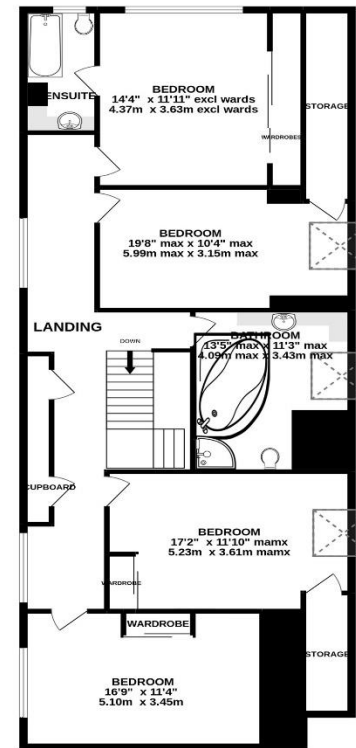 ENSUITE
BEDROOM
14'4" x 11'11" excl wards
4.37m x 3.63m excl wards
WARDROBES
STORAGE
BEDROOM
19'8" max x 10'4" max
5.99m max x 3.15m max
LANDING
DOWN
BATHROOM
13'5" max x 11'3" max
4.09m max x 3.43m max
CUPBOARD
BEDROOM
17'2" x 11'10" mamx
5.23m x 3.61m mamx
WARDROBE
WARDROBE
STORAGE
BEDROOM
16'9" x 11'4"
5.10m x 3.45m